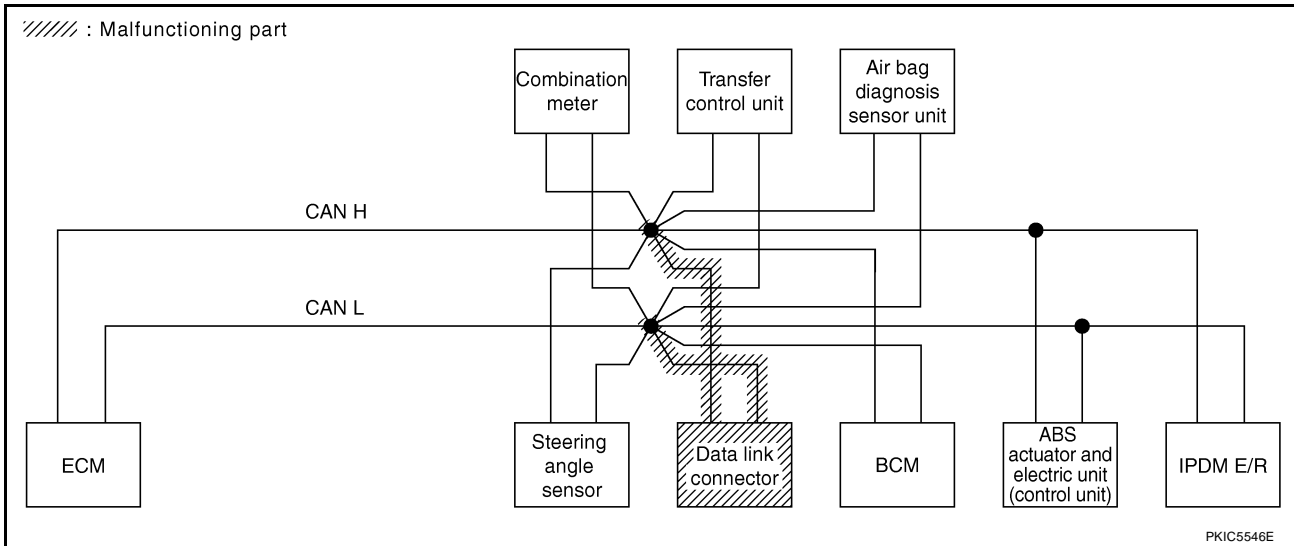 : Malfunctioning part
Combination
meter
Transfer
control unit
Air bag
diagnosis
sensor unit
CAN H
CAN L
ECM
Steering
angle
sensor
Data link
connector
BCM
ABS
actuator and
electric unit
(control unit)
IPDM E/R
PKIC5546E